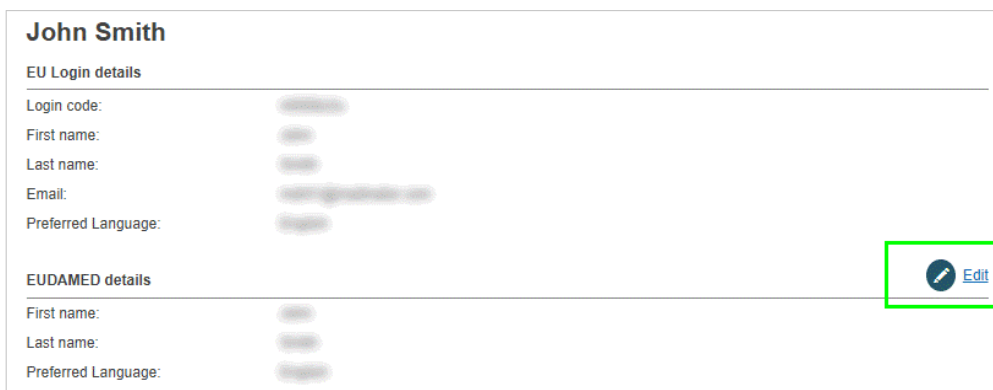 John Smith
EU Login details
Login code:
First name:
Last name:
Email:
Preferred Language:
EUDAMED details
Edit
First name:
Last name:
Preferred Language: